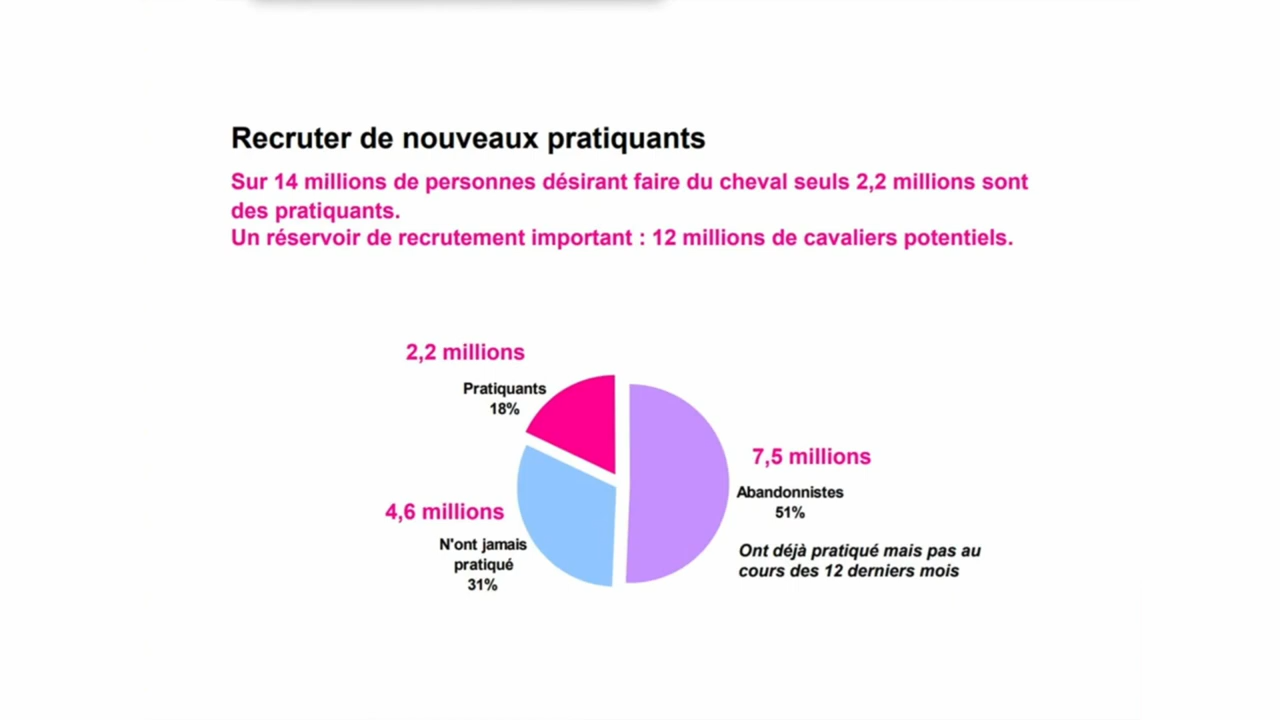 Recruter de nouveaux pratiquants
Sur 14 millions de personnes désirant faire du cheval seuls 2,2 millions sont
des pratiquants.
Un réservoir de recrutement important : 12 millions de cavaliers potentiels.
2,2 millions
Pratiquants
18%
7,5 millions
Abandonnistes
51%
Ont déjà pratiqué mais pas au
cours des 12 derniers mois
4,6 millions
N'ont jamais
pratiqué
31%